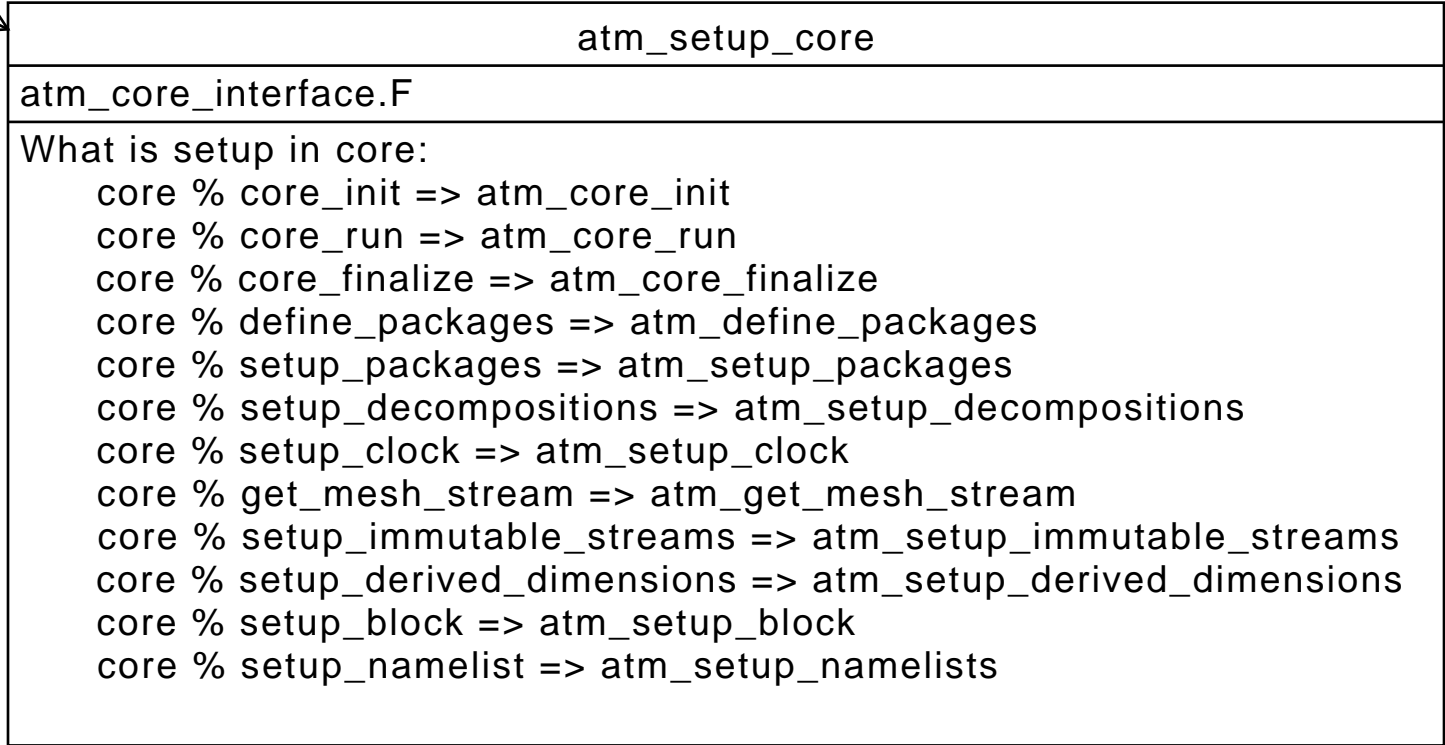 atm_setup_core
atm_core_interface.F
What is setup in core:
core % core_init => atm_core_init
core % core_run => atm_core_run
core % core_finalize => atm_core_finalize
core % define_packages => atm_define_packages
core % setup_packages => atm_setup_packages
core % setup_decompositions => atm_setup_decompositions
core % setup_clock => atm_setup_clock
core % get_mesh_stream => atm_get_mesh_stream
core % setup_immutable_streams => atm_setup_immutable_streams
core % setup_derived_dimensions => atm_setup_derived_dimensions
core % setup_block => atm_setup_block
core % setup_namelist => atm_setup_namelists